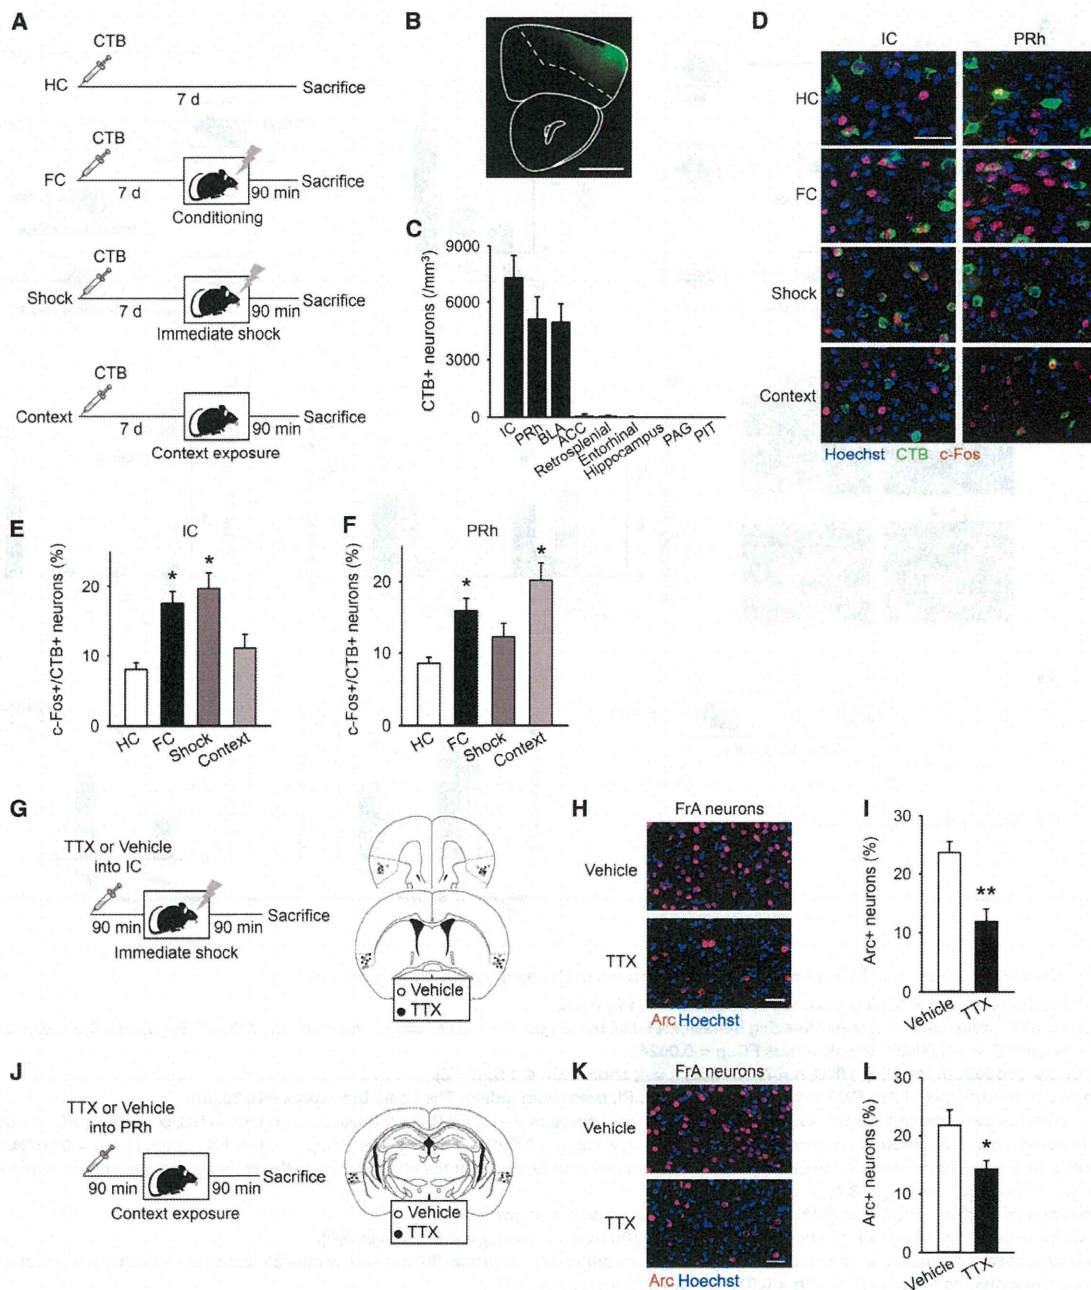 A
CTB
HC
7 d
Sacrifice
CTB
FC
7 d
90 min
Sacrifice
Conditioning
CTB
Shock
7 d
90 min
Sacrifice
Immediate shock
CTB
Context
7 d
90 min
Sacrifice
Context exposure
B
C
CTB+ neurons (/mm³)
9000
6000
3000
0
IC
PRh
BLA
ACC
Retrosplenial
Entorhinal
Hippocampus
PAG
PIT
D
IC PRh
HC
FC
Shock
Context
Hoechst CTB c-Fos
E
IC
c-Fos+/CTB+ neurons (%)
20
10
0
* *
HC FC Shock Context
F
PRh
c-Fos+/CTB+ neurons (%)
20
10
0
* *
HC FC Shock Context
G
TTX or Vehicle
into IC
90 min
90 min
Sacrifice
Immediate shock
Vehicle
TTX
H
FrA neurons
Vehicle
TTX
Arc Hoechst
I
Arc+ neurons (%)
30
20
10
0
**
Vehicle TTX
J
TTX or Vehicle
into PRh
90 min
90 min
Sacrifice
Context exposure
Vehicle
TTX
K
FrA neurons
Vehicle
TTX
Arc Hoechst
L
Arc+ neurons (%)
30
20
10
0
*
Vehicle TTX